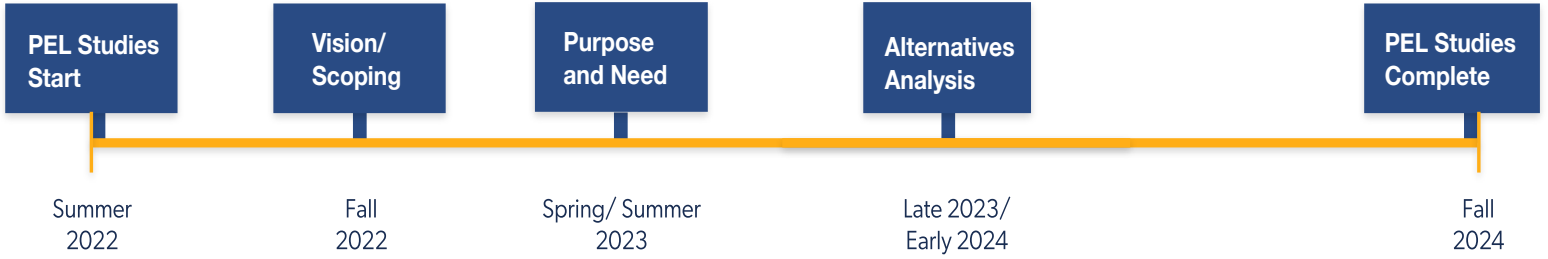 PEL Studies
Start
Vision/
Scoping
Purpose
and Need
Alternatives
Analysis
PEL Studies
Complete
Summer
2022
Fall
2022
Spring/ Summer
2023
Late 2023/
Early 2024
Fall
2024